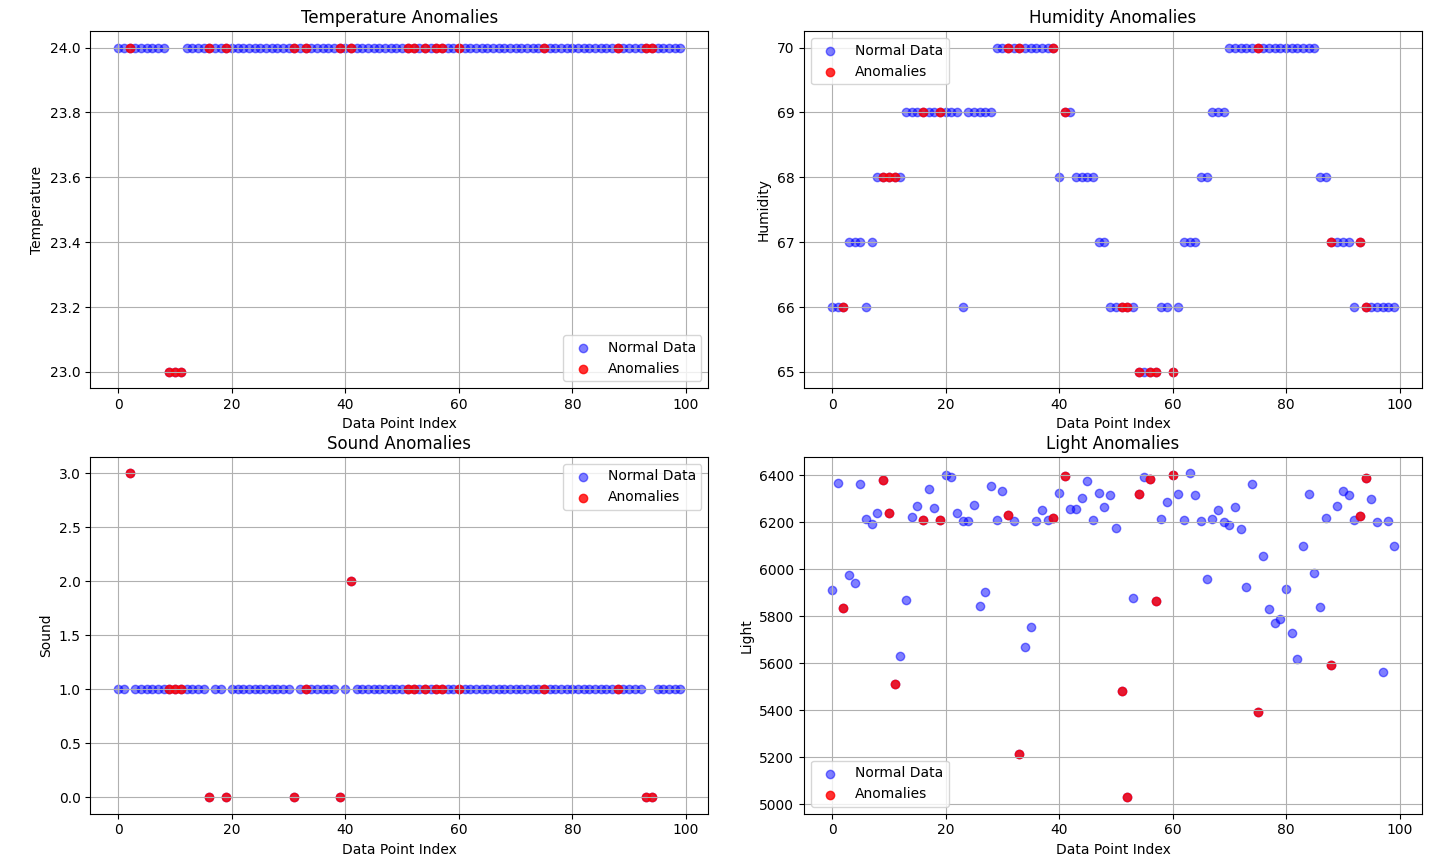 Temperature Anomalies
Temperature
24.0
23.8
23.6
23.4
23.2
23.0
Normal Data
Anomalies
0 20 40 60 80 100
Data Point Index
Humidity Anomalies
Humidity
70
69
68
67
66
65
Normal Data
Anomalies
0 20 40 60 80 100
Data Point Index
Sound Anomalies
Sound
3.0
2.5
2.0
1.5
1.0
0.5
0.0
Normal Data
Anomalies
0 20 40 60 80 100
Data Point Index
Light Anomalies
Light
6400
6200
6000
5800
5600
5400
5200
5000
Normal Data
Anomalies
0 20 40 60 80 100
Data Point Index